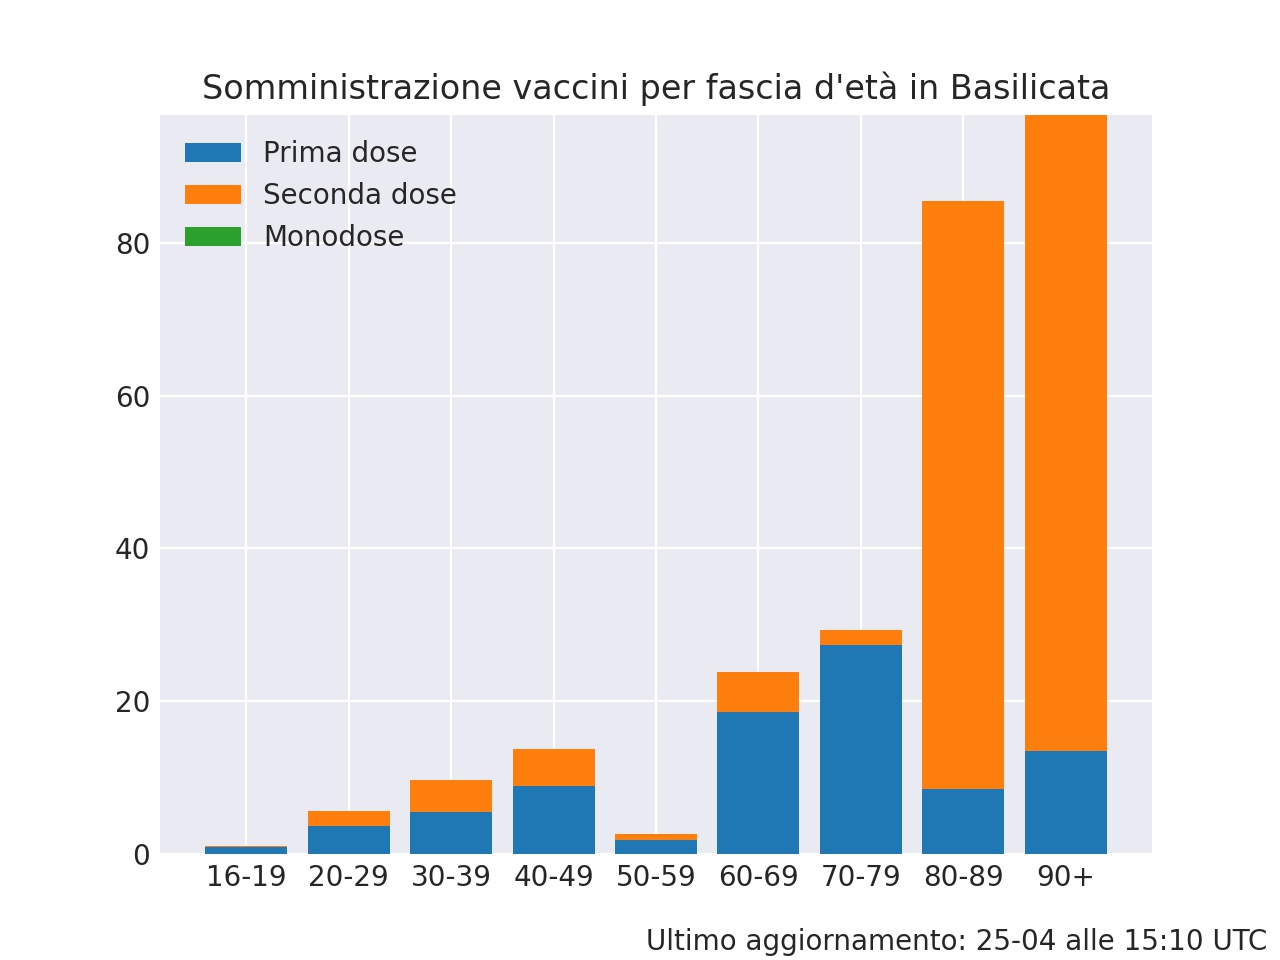 Somministrazione vaccini per fascia d'età in Basilicata
Prima dose
Seconda dose
Monodose
80
60
40
20
0
16-19 20-29 30-39 40-49 50-59 60-69 70-79 80-89 90+
Ultimo aggiornamento: 25-04 alle 15:10 UTC